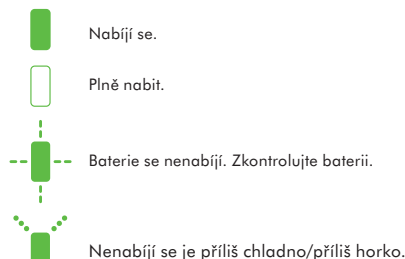 Nabíjí se.
Plně nabit.
Baterie se nenabíjí. Zkontrolujte baterii.
Nenabíjí se je příliš chladno/příliš horko.